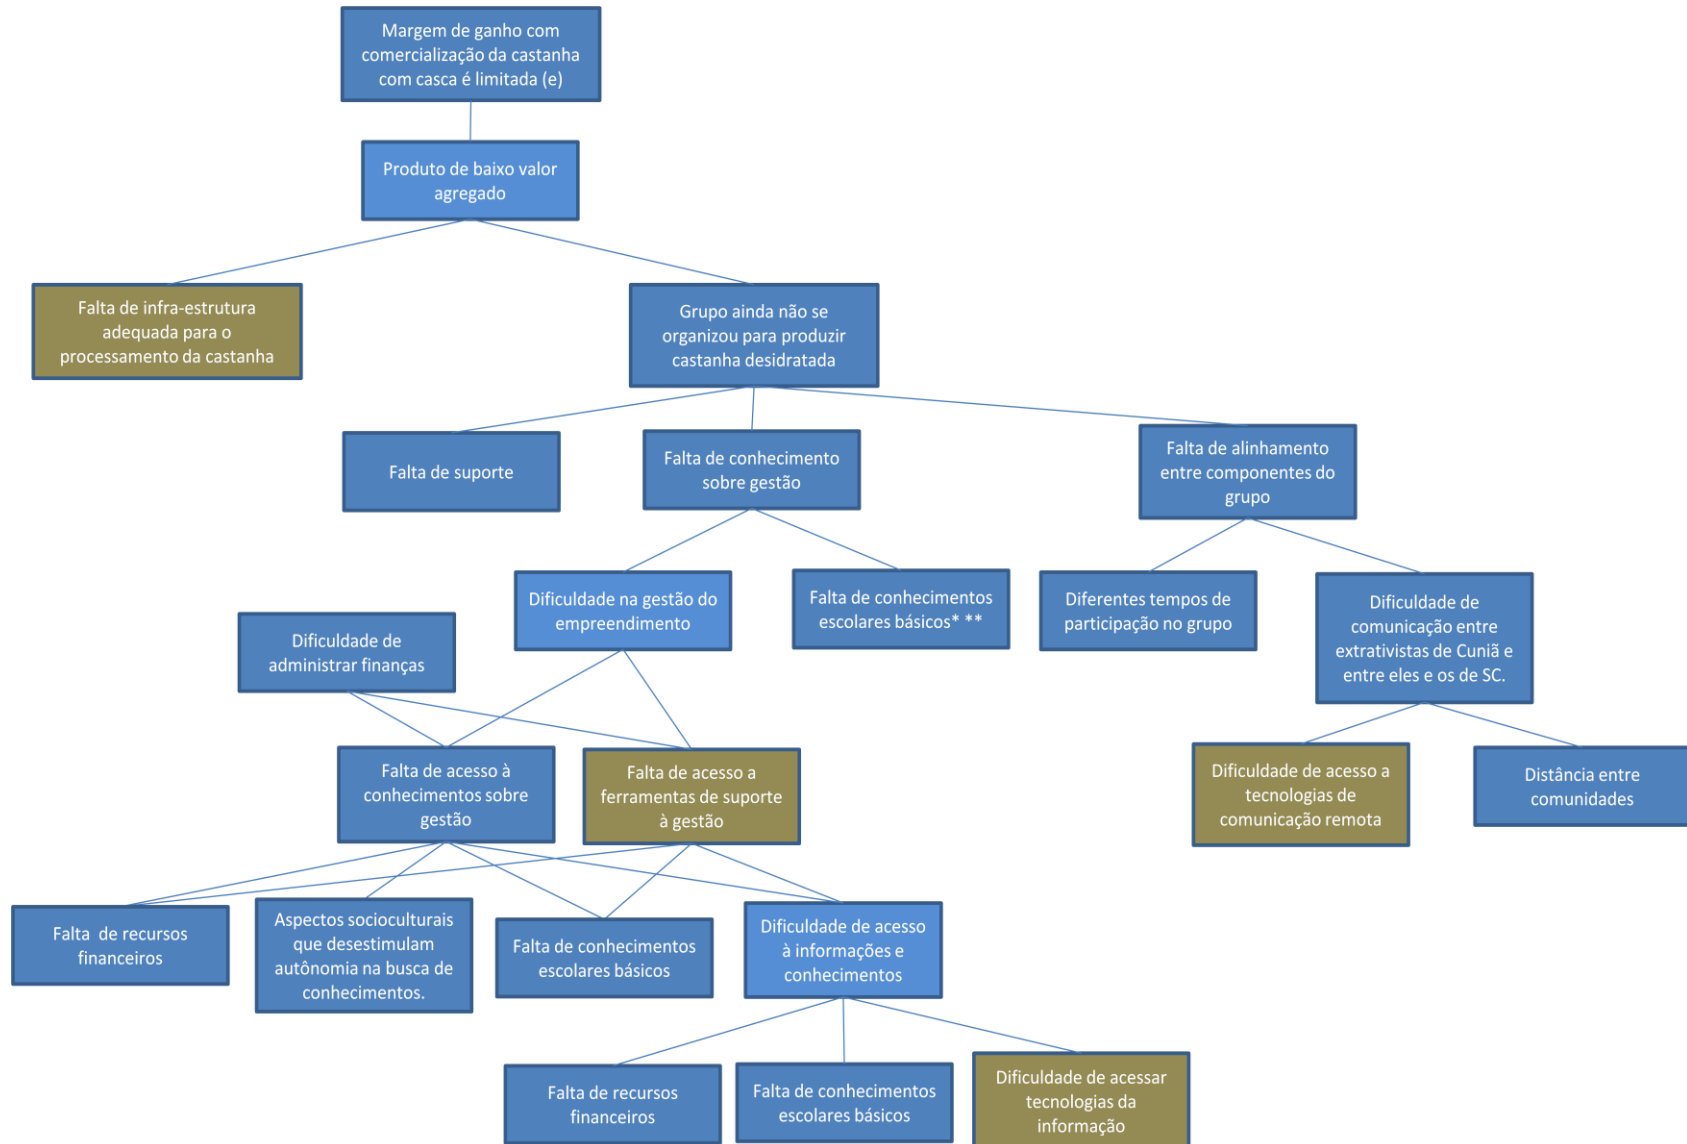 Margem de ganho com
comercialização da castanha
com casca é limitada (e)
Produto de baixo valor
agregado
Falta de infra-estrutura
adequada para o
processamento da castanha
Grupo ainda não se
organizou para produzir
castanha desidratada
Falta de suporte
Falta de conhecimento
sobre gestão
Falta de alinhamento
entre componentes do
grupo
Dificuldade na gestão do
empreendimento
Falta de conhecimentos
escolares básicos* **
Diferentes tempos de
participação no grupo
Dificuldade de
comunicação entre
extrativistas de Cuniã e
entre eles e os de SC.
Dificuldade de
administrar finanças
Falta de acesso à
conhecimentos sobre
gestão
Falta de acesso a
ferramentas de suporte
à gestão
Dificuldade de acesso a
tecnologias de
comunicação remota
Distância entre
comunidades
Falta  de recursos
financeiros
Aspectos socioculturais
que desestimulam
autônomia na busca de
conhecimentos.
Falta de conhecimentos
escolares básicos
Dificuldade de acesso
à informações e
conhecimentos
Falta de recursos
financeiros
Falta de conhecimentos
escolares básicos
Dificuldade de acessar
tecnologias da
informação